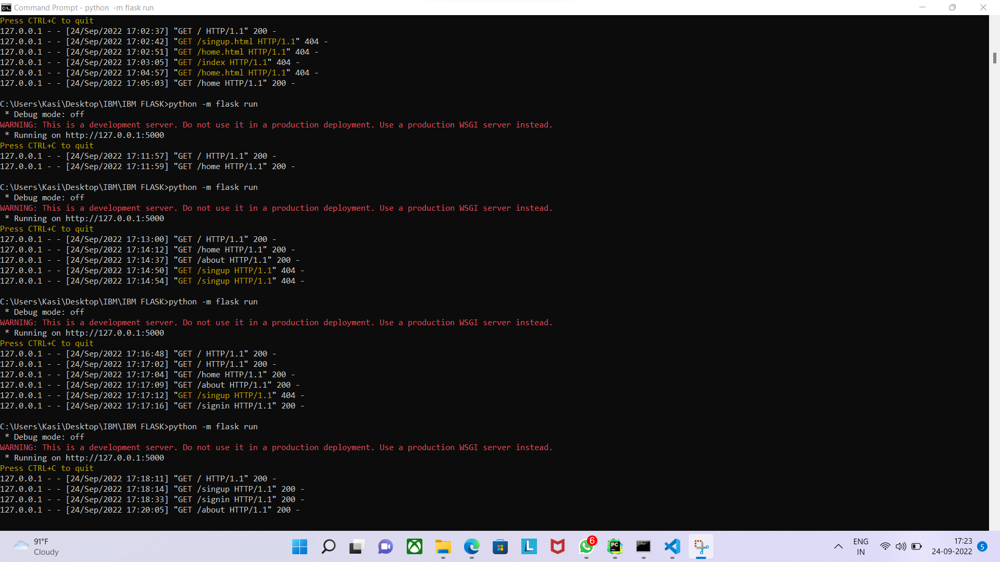 Command Prompt - python  -m flask run
Press CTRL+C to quit
127.0.0.1 - - [24/Sep/2022 17:02:37] "GET / HTTP/1.1" 200 -
127.0.0.1 - - [24/Sep/2022 17:02:42] "GET /singup.html HTTP/1.1" 404 -
127.0.0.1 - - [24/Sep/2022 17:02:51] "GET /home.html HTTP/1.1" 404 -
127.0.0.1 - - [24/Sep/2022 17:03:05] "GET /index HTTP/1.1" 404 -
127.0.0.1 - - [24/Sep/2022 17:04:57] "GET /home.html HTTP/1.1" 404 -
127.0.0.1 - - [24/Sep/2022 17:05:03] "GET /home HTTP/1.1" 200 -
C:\Users\Kasi\Desktop\IBM\IBM FLASK>python -m flask run
 * Debug mode: off
WARNING: This is a development server. Do not use it in a production deployment. Use a production WSGI server instead.
 * Running on http://127.0.0.1:5000
Press CTRL+C to quit
127.0.0.1 - - [24/Sep/2022 17:11:57] "GET / HTTP/1.1" 200 -
127.0.0.1 - - [24/Sep/2022 17:11:59] "GET /home HTTP/1.1" 200 -
C:\Users\Kasi\Desktop\IBM\IBM FLASK>python -m flask run
 * Debug mode: off
WARNING: This is a development server. Do not use it in a production deployment. Use a production WSGI server instead.
 * Running on http://127.0.0.1:5000
Press CTRL+C to quit
127.0.0.1 - - [24/Sep/2022 17:13:00] "GET / HTTP/1.1" 200 -
127.0.0.1 - - [24/Sep/2022 17:14:12] "GET /home HTTP/1.1" 200 -
127.0.0.1 - - [24/Sep/2022 17:14:37] "GET /about HTTP/1.1" 200 -
127.0.0.1 - - [24/Sep/2022 17:14:50] "GET /singup HTTP/1.1" 404 -
127.0.0.1 - - [24/Sep/2022 17:14:54] "GET /singup HTTP/1.1" 404 -
C:\Users\Kasi\Desktop\IBM\IBM FLASK>python -m flask run
 * Debug mode: off
WARNING: This is a development server. Do not use it in a production deployment. Use a production WSGI server instead.
 * Running on http://127.0.0.1:5000
Press CTRL+C to quit
127.0.0.1 - - [24/Sep/2022 17:16:48] "GET / HTTP/1.1" 200 -
127.0.0.1 - - [24/Sep/2022 17:17:02] "GET / HTTP/1.1" 200 -
127.0.0.1 - - [24/Sep/2022 17:17:04] "GET /home HTTP/1.1" 200 -
127.0.0.1 - - [24/Sep/2022 17:17:09] "GET /about HTTP/1.1" 200 -
127.0.0.1 - - [24/Sep/2022 17:17:12] "GET /singup HTTP/1.1" 404 -
127.0.0.1 - - [24/Sep/2022 17:17:16] "GET /signin HTTP/1.1" 200 -
C:\Users\Kasi\Desktop\IBM\IBM FLASK>python -m flask run
 * Debug mode: off
WARNING: This is a development server. Do not use it in a production deployment. Use a production WSGI server instead.
 * Running on http://127.0.0.1:5000
Press CTRL+C to quit
127.0.0.1 - - [24/Sep/2022 17:18:11] "GET / HTTP/1.1" 200 -
127.0.0.1 - - [24/Sep/2022 17:18:14] "GET /singup HTTP/1.1" 200 -
127.0.0.1 - - [24/Sep/2022 17:18:33] "GET /signin HTTP/1.1" 200 -
127.0.0.1 - - [24/Sep/2022 17:20:05] "GET /about HTTP/1.1" 200 -
91°F
Cloudy
L
6
PC
ENG
IN
17:23
24-09-2022
5